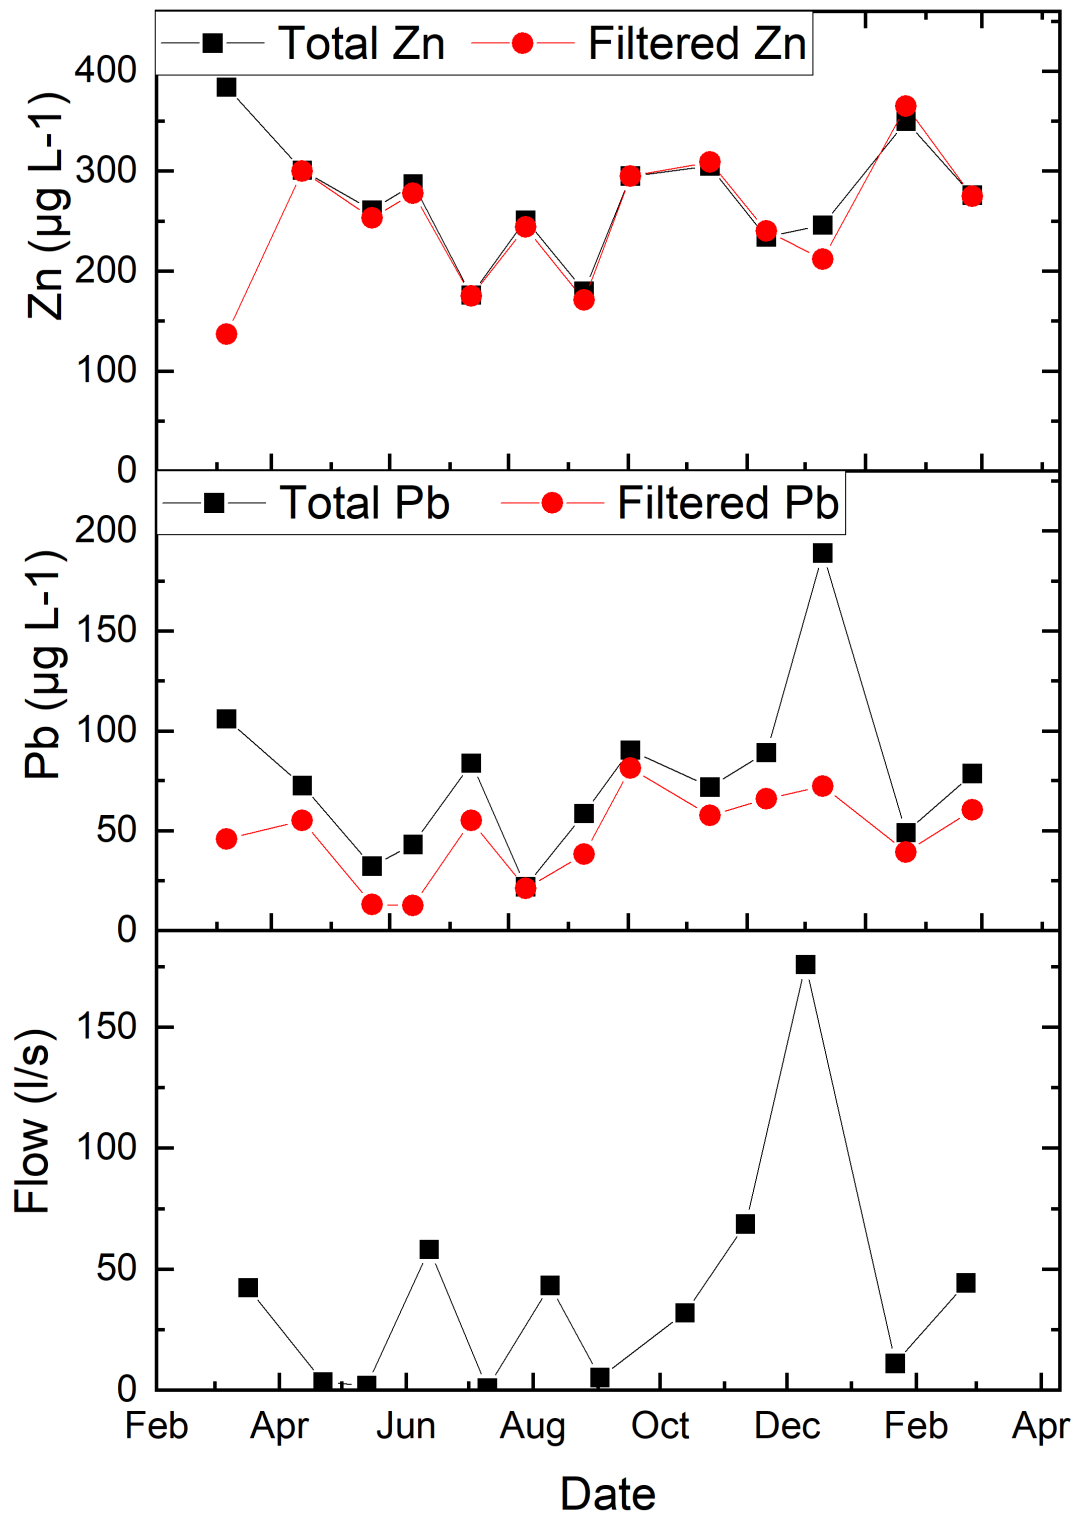 Total Zn Filtered Zn
400
300
200
100
0
Zn (µg L-1)
Total Pb Filtered Pb
200
150
100
50
0
Pb (µg L-1)
150
100
50
0
Flow (l/s)
Feb Apr Jun Aug Oct Dec Feb Apr
Date